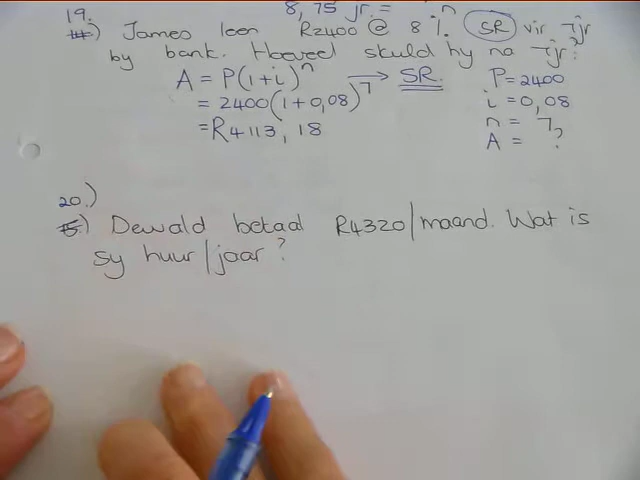 8,75 jr. = n
19.
14.) James leen R2400 @ 8% (SR) vir 7jr
by bank. Hoeveel skuld hy na 7jr?
A = P(1+i)^n → SR.
= 2400(1+0,08)^7
= R4113,18
P = 2400
i = 0,08
n = 7
A = ?
20.)
15.) Dewald betaal R4320/maand. Wat is
sy huur/jaar?